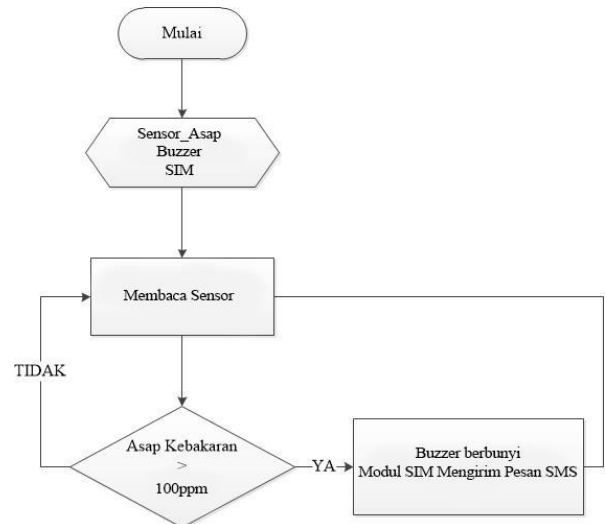 Mulai
Sensor_Asap
Buzzer
SIM
Membaca Sensor
TIDAK
Asap Kebakaran
>
100ppm
YA
Buzzer berbunyi
Modul SIM Mengirim Pesan SMS